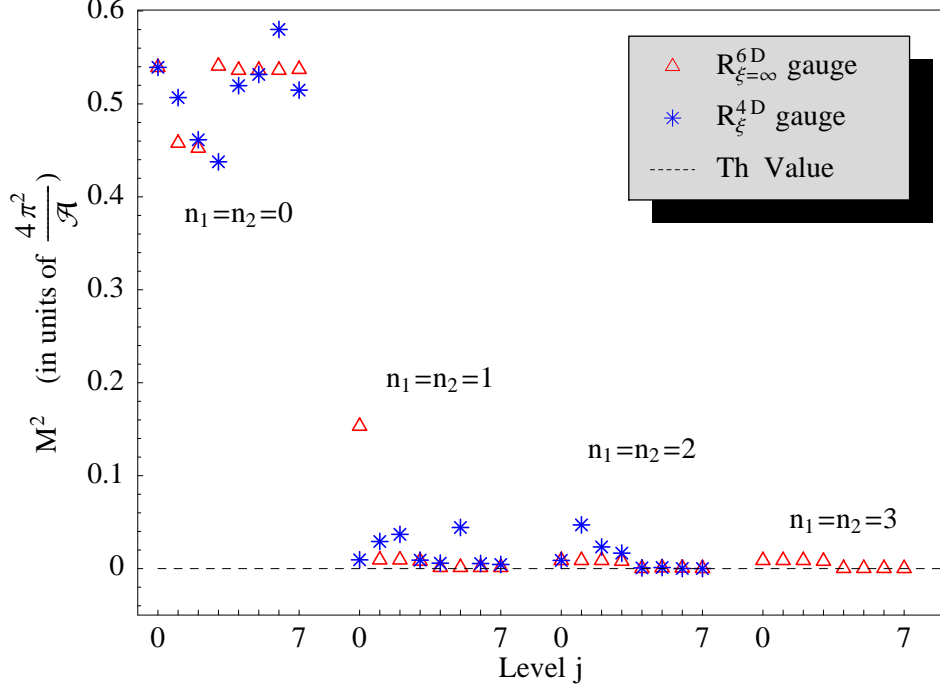 0.6
0.5
0.4
0.3
0.2
0.1
0
M² (in units of 4π²/𝒜)
R^{6D}_{ξ=∞} gauge
R^{4D}_ξ gauge
Th Value
n₁=n₂=0
n₁=n₂=1
n₁=n₂=2
n₁=n₂=3
0 7 0 7 0 7 0 7
Level j